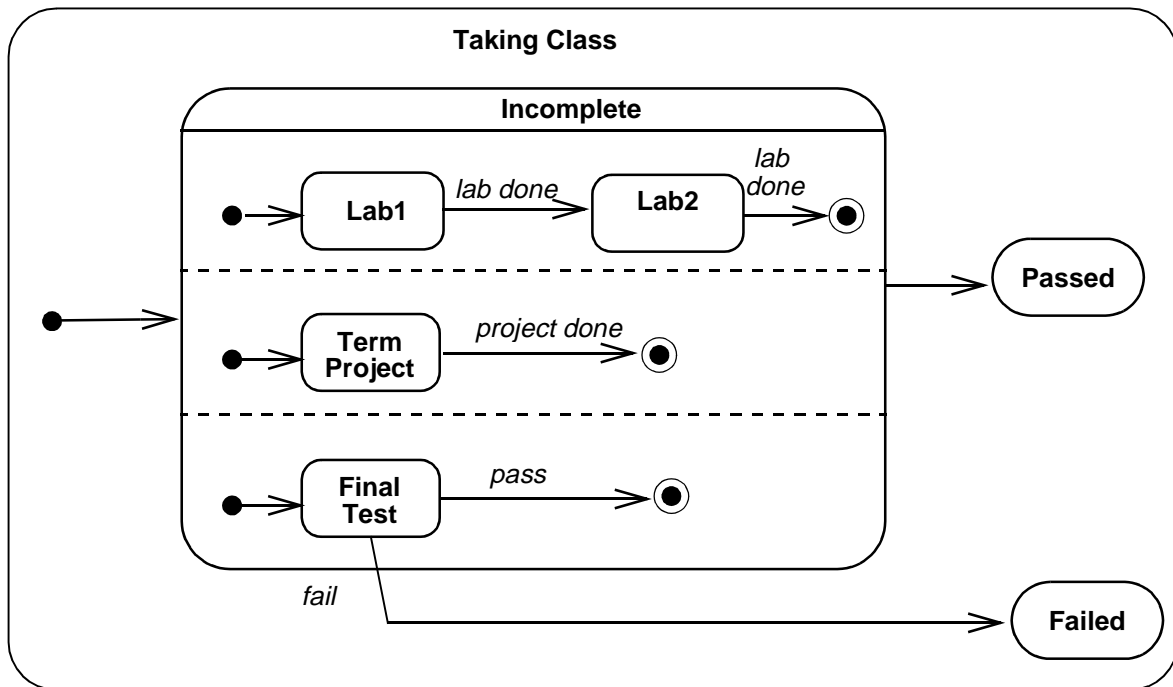 Taking Class
Incomplete
Lab1
lab done
Lab2
lab
done
Passed
Term
Project
project done
Final
Test
pass
fail
Failed